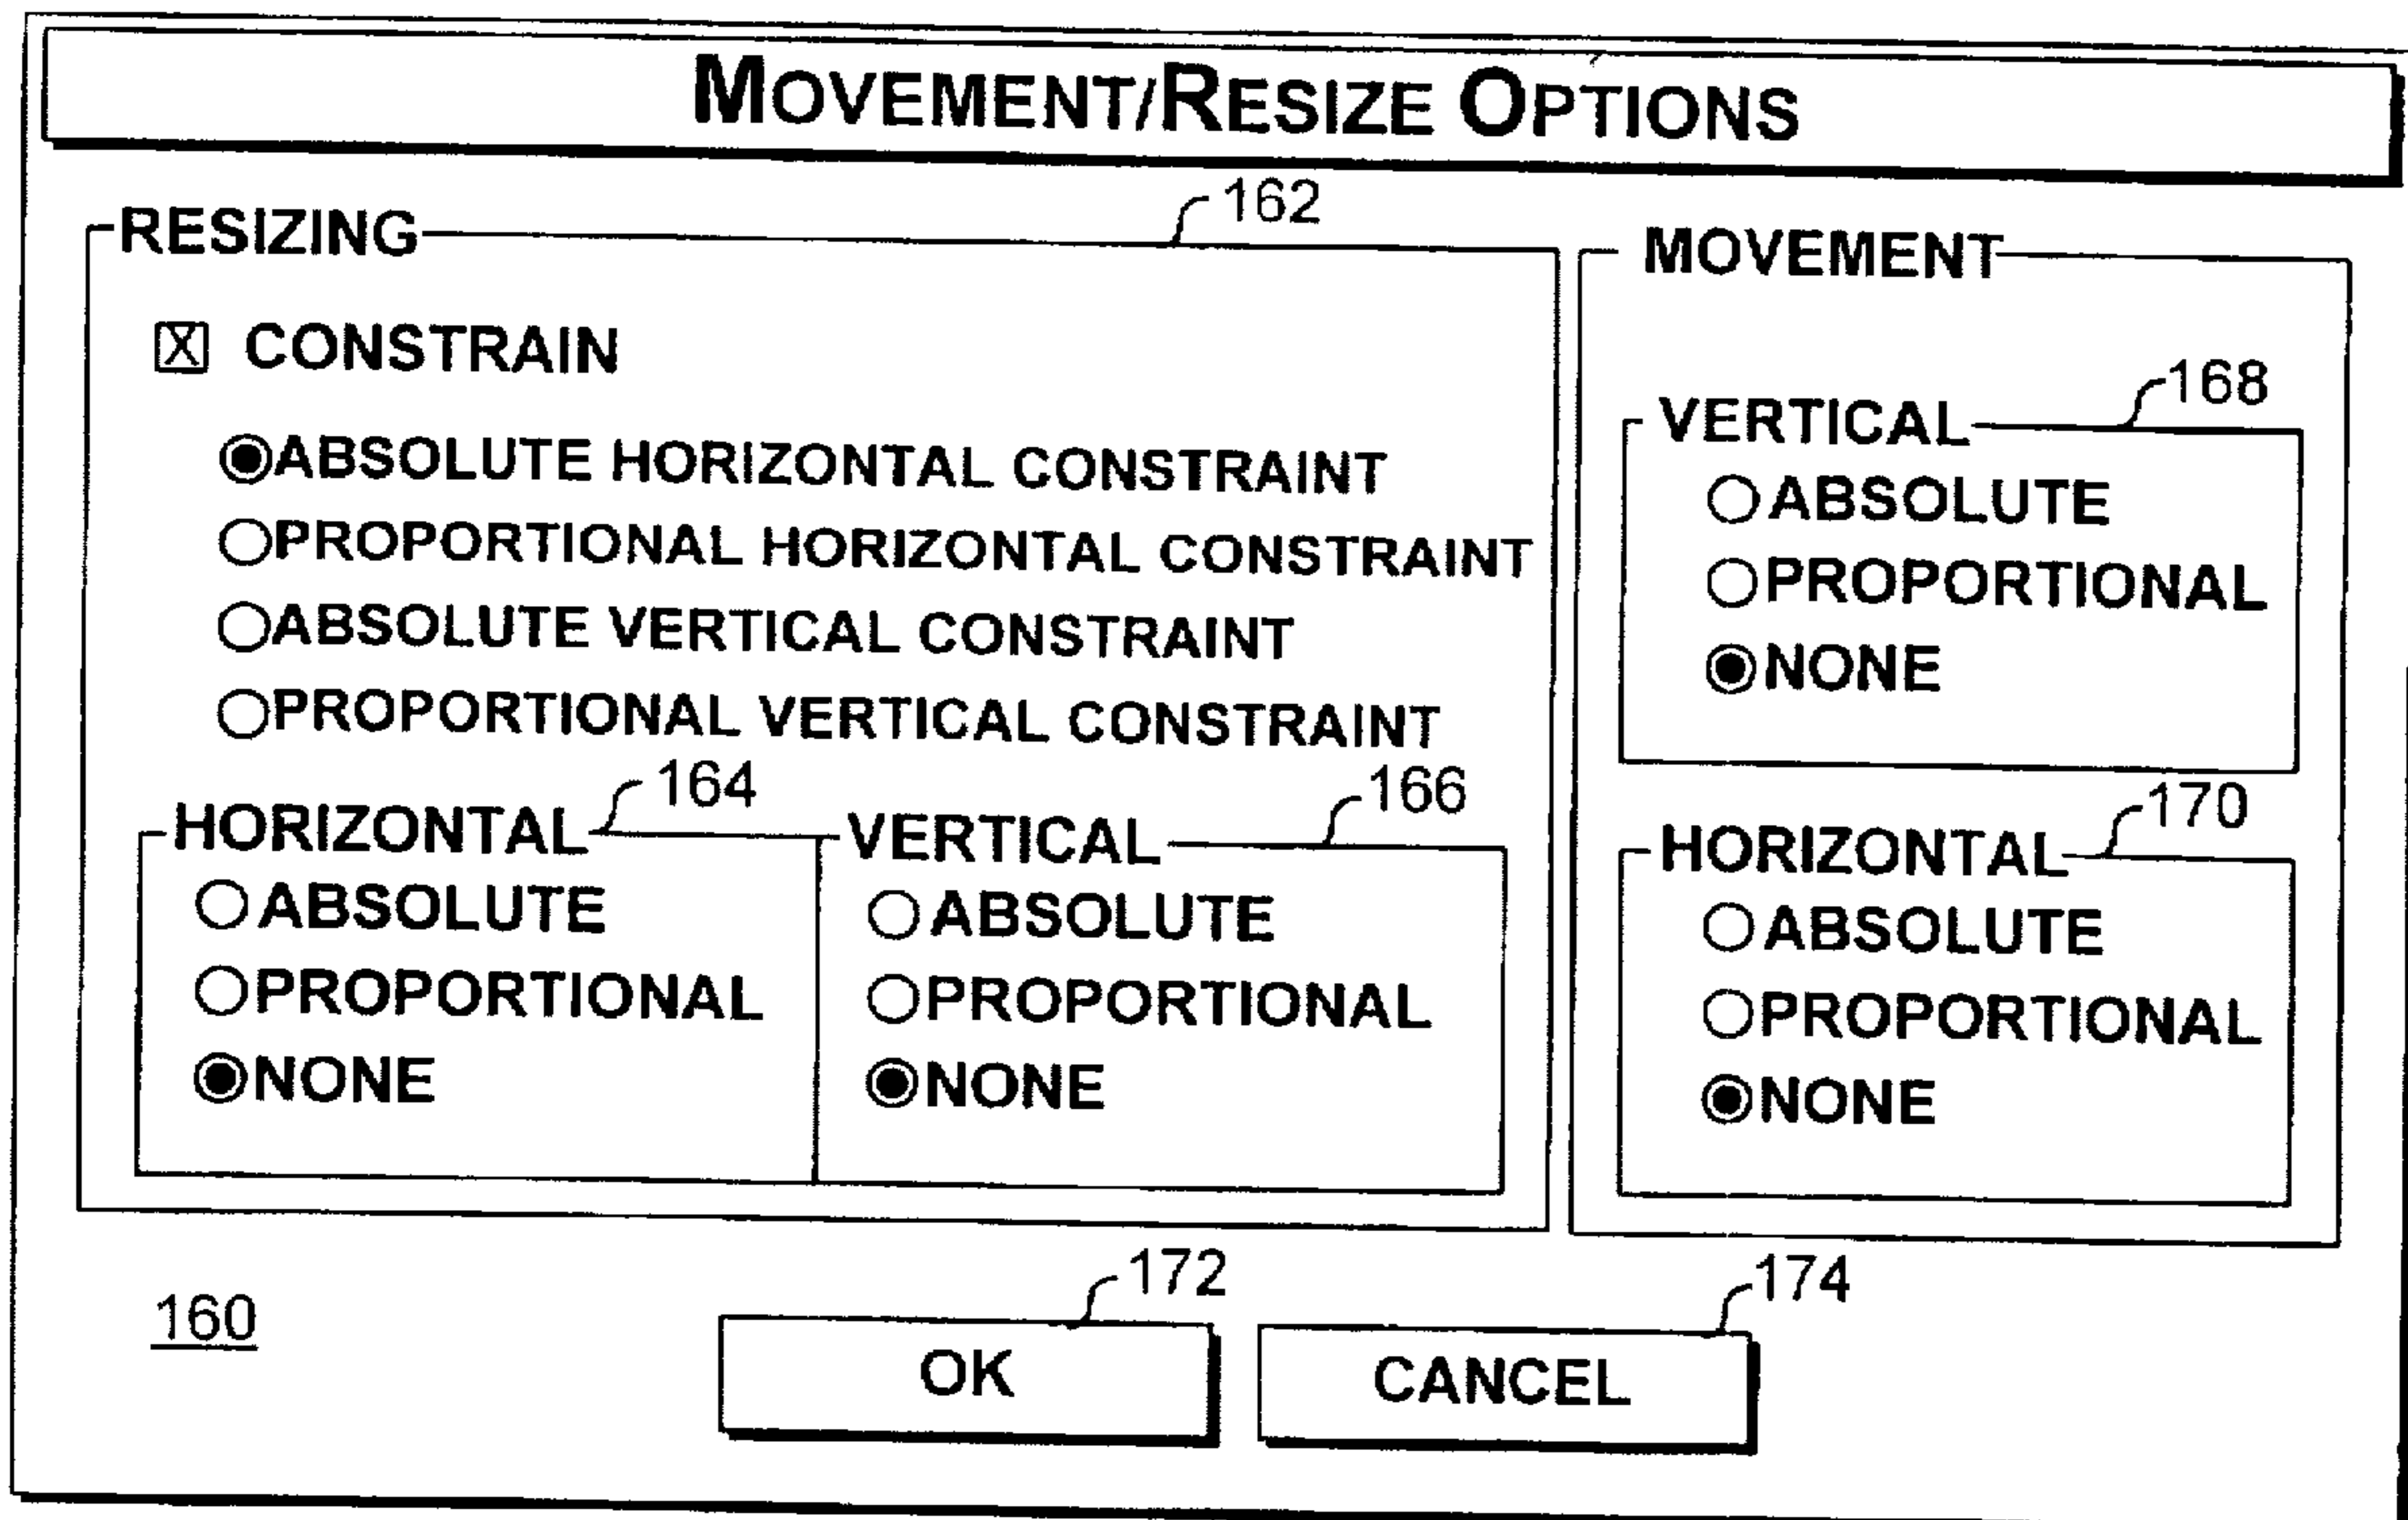 MOVEMENT/RESIZE OPTIONS
162
RESIZING
X CONSTRAIN
ABSOLUTE HORIZONTAL CONSTRAINT
PROPORTIONAL HORIZONTAL CONSTRAINT
ABSOLUTE VERTICAL CONSTRAINT
PROPORTIONAL VERTICAL CONSTRAINT
164
HORIZONTAL
ABSOLUTE
PROPORTIONAL
NONE
166
VERTICAL
ABSOLUTE
PROPORTIONAL
NONE
MOVEMENT
168
VERTICAL
ABSOLUTE
PROPORTIONAL
NONE
170
HORIZONTAL
ABSOLUTE
PROPORTIONAL
NONE
160
172
OK
174
CANCEL